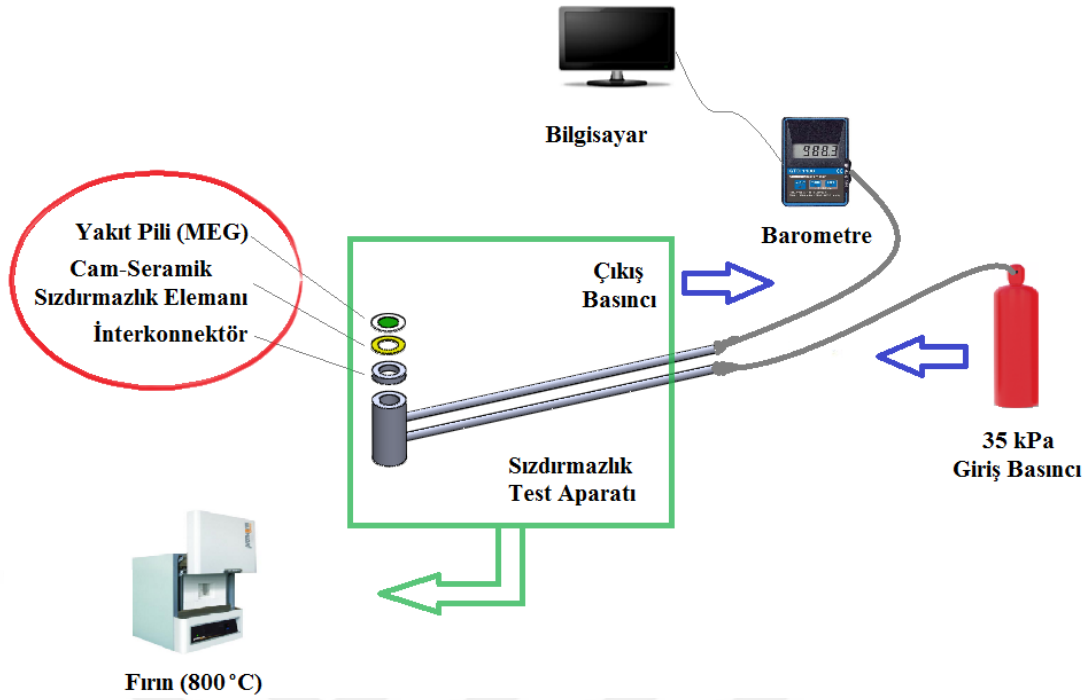 Bilgisayar
9883
Barometre
Yakıt Pili (MEG)
Cam-Seramik
Sızdırmazlık Elemanı
İnterkonnektör
Çıkış
Basıncı
35 kPa
Giriş Basıncı
Sızdırmazlık
Test Aparatı
Fırın (800 °C)